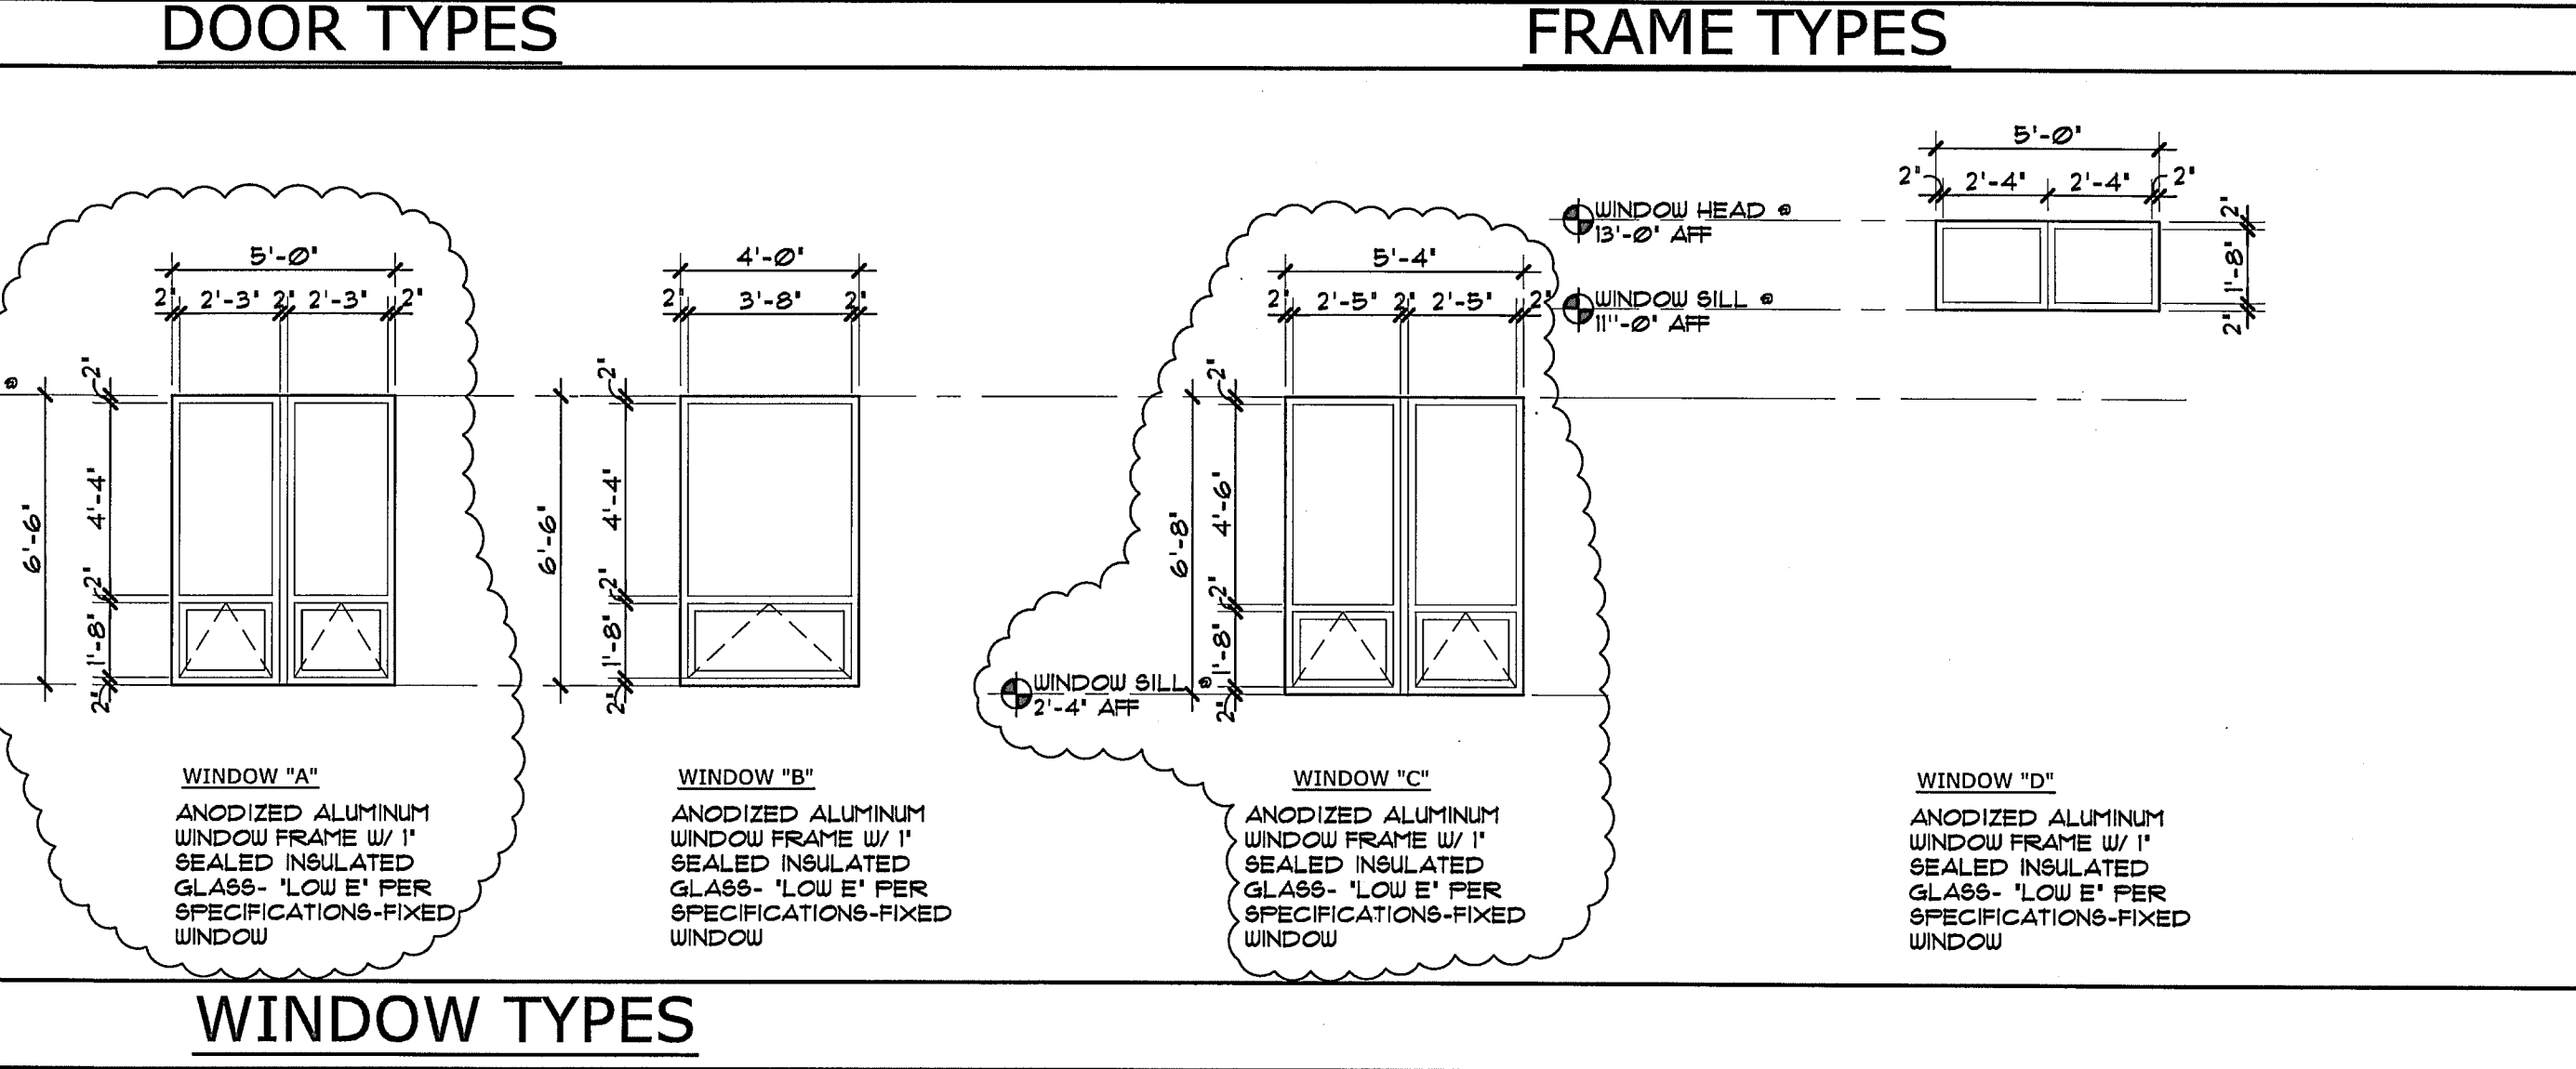 DOOR TYPES
FRAME TYPES
5'-0"
2" 2'-3" 2" 2'-3" 2"
@
2"
4'-4"
6'-6"
2"
1'-8"
2"
WINDOW "A"
ANODIZED ALUMINUM
WINDOW FRAME W/ 1"
SEALED INSULATED
GLASS- "LOW E" PER
SPECIFICATIONS-FIXED
WINDOW
4'-0"
2" 3'-8" 2"
2"
4'-4"
6'-6"
2"
1'-8"
2"
WINDOW "B"
ANODIZED ALUMINUM
WINDOW FRAME W/ 1"
SEALED INSULATED
GLASS- "LOW E" PER
SPECIFICATIONS-FIXED
WINDOW
5'-4"
2" 2'-5" 2" 2'-5" 2"
2"
4'-6"
6'-8"
2"
1'-8"
2"
WINDOW SILL @
2'-4" AFF
WINDOW "C"
ANODIZED ALUMINUM
WINDOW FRAME W/ 1"
SEALED INSULATED
GLASS- "LOW E" PER
SPECIFICATIONS-FIXED
WINDOW
WINDOW HEAD @
13'-0" AFF
WINDOW SILL @
11''-0" AFF
5'-0"
2" 2'-4" 2'-4" 2"
2"
1'-8"
2"
WINDOW "D"
ANODIZED ALUMINUM
WINDOW FRAME W/ 1"
SEALED INSULATED
GLASS- "LOW E" PER
SPECIFICATIONS-FIXED
WINDOW
WINDOW TYPES